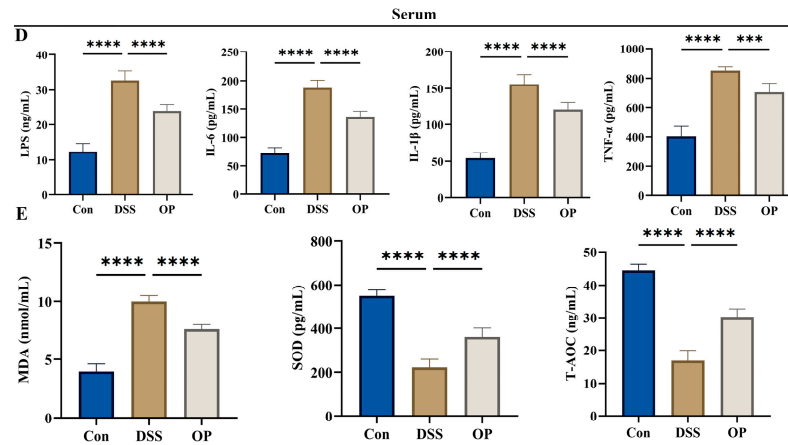 Serum
D
**** ****
LPS (ng/mL)
40
30
20
10
0
Con DSS OP
**** ****
IL-6 (pg/mL)
250
200
150
100
50
0
Con DSS OP
**** ****
IL-1β (pg/mL)
200
150
100
50
0
Con DSS OP
**** ***
TNF-α (pg/mL)
1000
800
600
400
200
0
Con DSS OP
E
**** ****
MDA (nmol/mL)
15
10
5
0
Con DSS OP
**** ****
SOD (pg/mL)
800
600
400
200
0
Con DSS OP
**** ****
T-AOC (ng/mL)
50
40
30
20
10
0
Con DSS OP